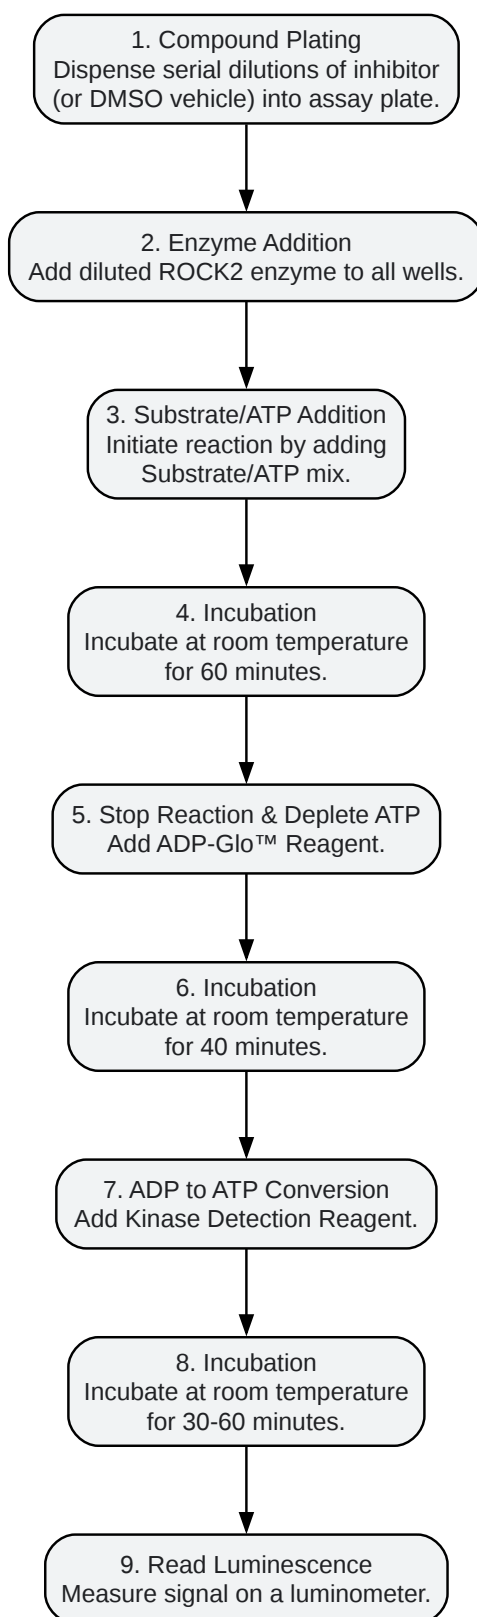 1. Compound Plating
Dispense serial dilutions of inhibitor
(or DMSO vehicle) into assay plate.
2. Enzyme Addition
Add diluted ROCK2 enzyme to all wells.
3. Substrate/ATP Addition
Initiate reaction by adding
Substrate/ATP mix.
4. Incubation
Incubate at room temperature
for 60 minutes.
5. Stop Reaction & Deplete ATP
Add ADP-Glo™ Reagent.
6. Incubation
Incubate at room temperature
for 40 minutes.
7. ADP to ATP Conversion
Add Kinase Detection Reagent.
8. Incubation
Incubate at room temperature
for 30-60 minutes.
9. Read Luminescence
Measure signal on a luminometer.